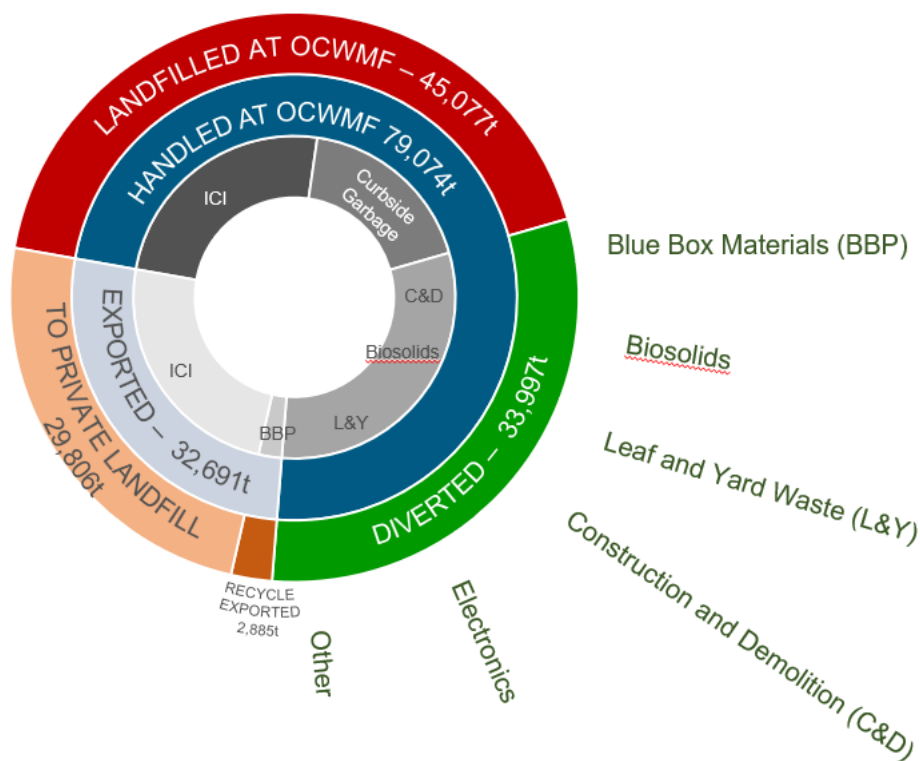 LANDFILLED AT OCWMF – 45,077t
HANDLED AT OCWMF 79,074t
ICI
Curbside
Garbage
C&D
Biosolids
L&Y
BBP
ICI
EXPORTED – 32,691t
TO PRIVATE LANDFILL
29,806t
RECYCLE
EXPORTED
2,885t
DIVERTED – 33,997t
Blue Box Materials (BBP)
Biosolids
Leaf and Yard Waste (L&Y)
Construction and Demolition (C&D)
Electronics
Other